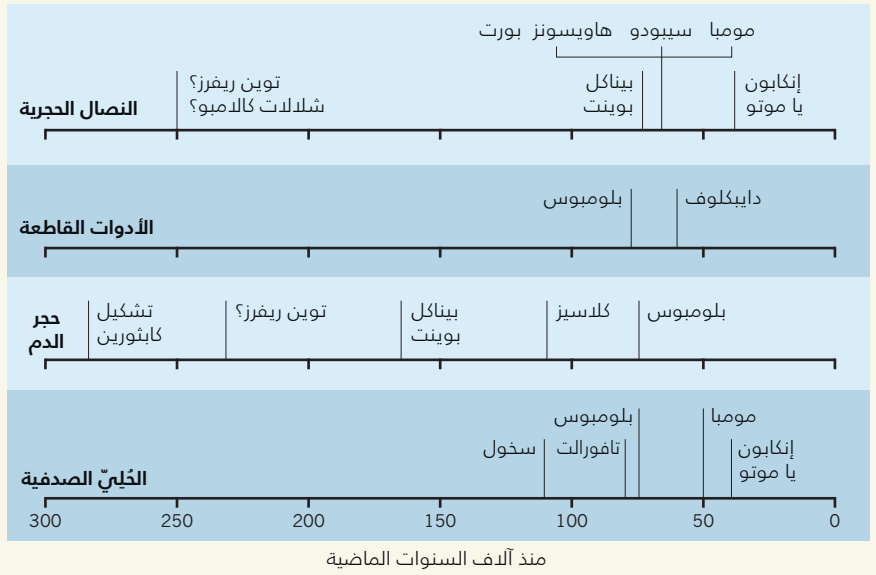 مومبا سيبودو هاويسونز بورت
توين ريفرز؟
شلالات كالامبو؟
بيناكل
بوينت
إنكابون
يا موتو
النصال الحجرية
دايبكلوف
بلومبوس
الأدوات القاطعة
بلومبوس
كلاسيز
بيناكل
بوينت
توين ريفرز؟
تشكيل
كابثورين
حجر
الدم
مومبا
بلومبوس
إنكابون
يا موتو
تافورالت
سخول
الحُليّ الصدفية
300 250 200 150 100 50 0
منذ آلاف السنوات الماضية